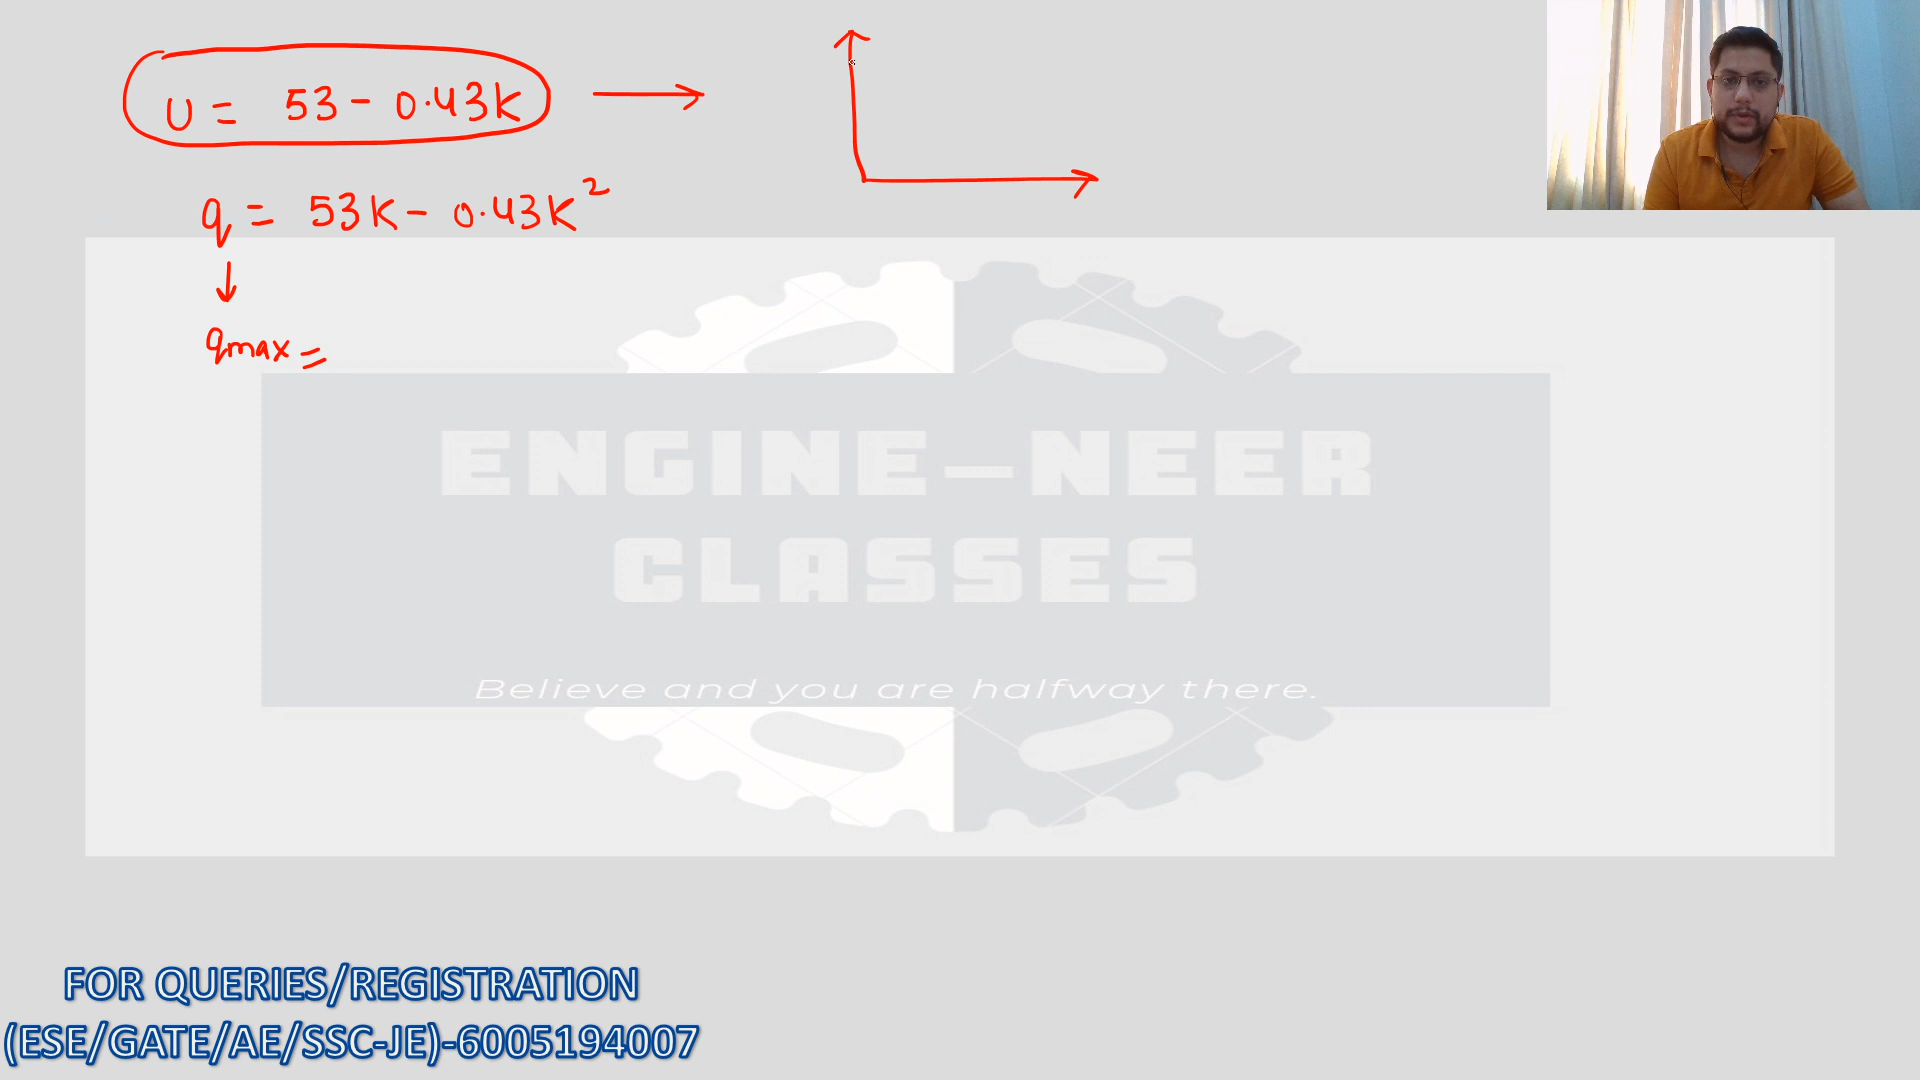 U = 53 - 0.43K
q = 53K - 0.43K²
qmax =
ENGINE-NEER
CLASSES
Believe and you are halfway there.
FOR QUERIES/REGISTRATION
(ESE/GATE/AE/SSC-JE)-6005194007